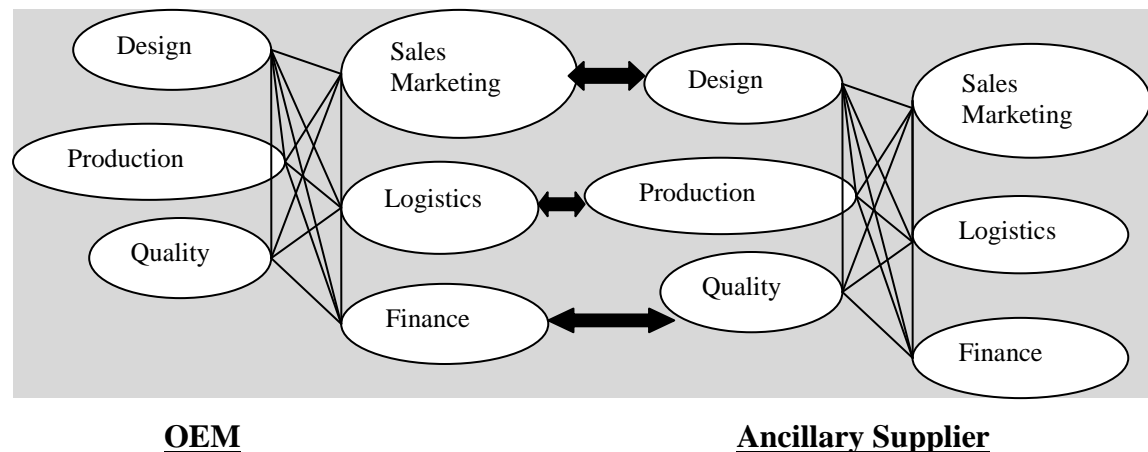 Design
Production
Quality
Sales
Marketing
Logistics
Finance
Design
Production
Quality
Sales
Marketing
Logistics
Finance
OEM
Ancillary Supplier